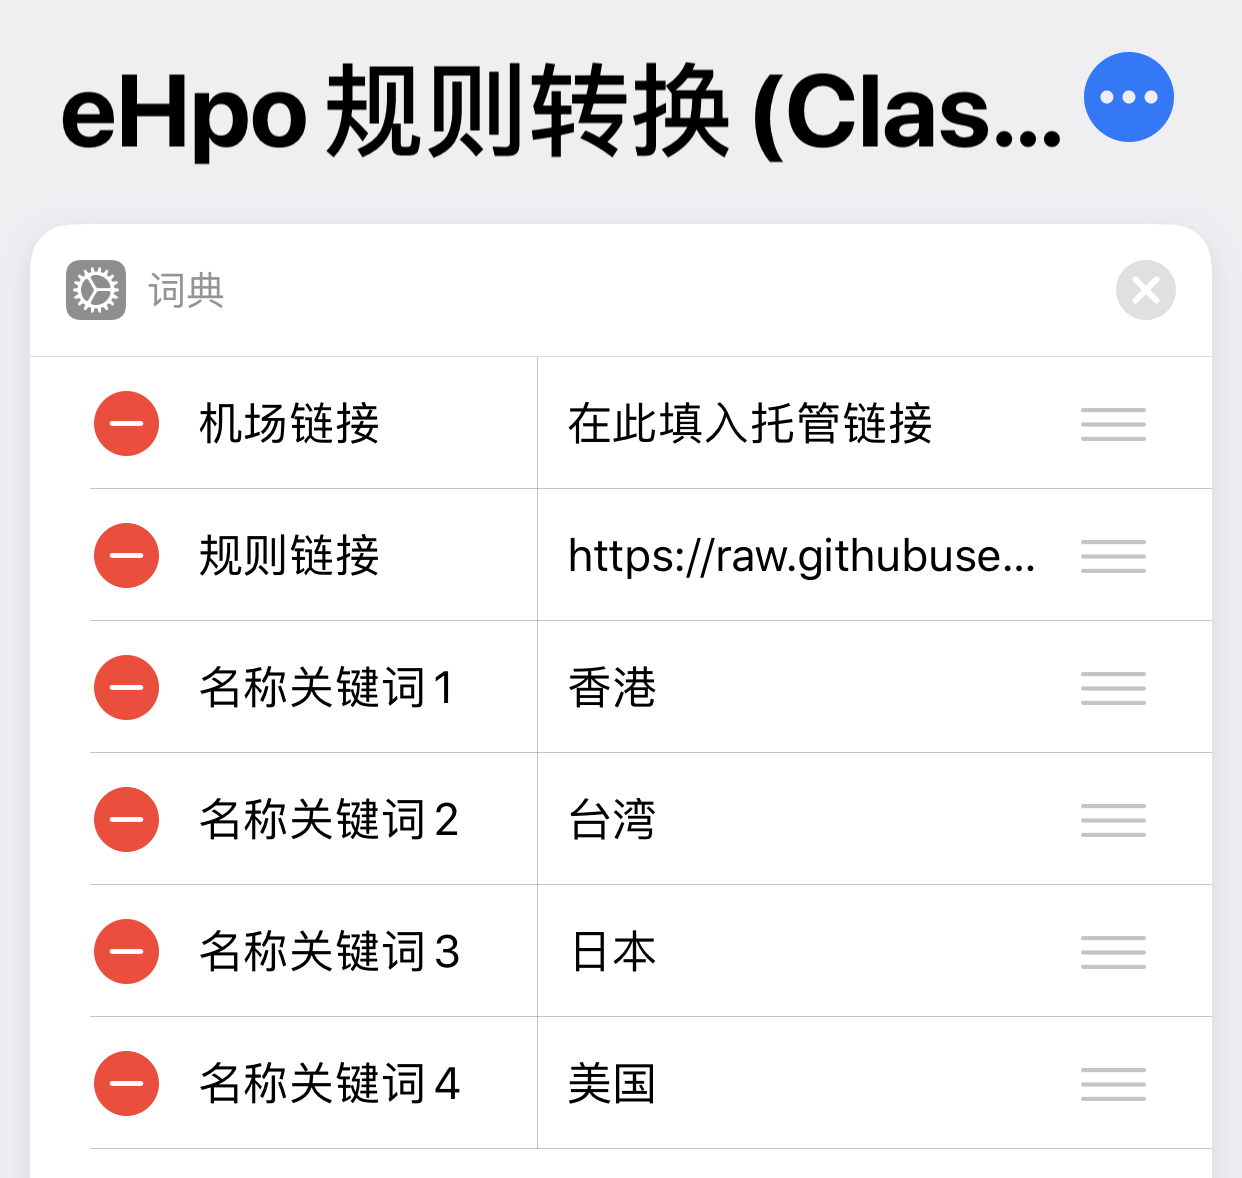 eHpo 规则转换 (Clas...
词典
机场链接 在此填入托管链接
规则链接 https://raw.githubuse...
名称关键词 1 香港
名称关键词 2 台湾
名称关键词 3 日本
名称关键词 4 美国